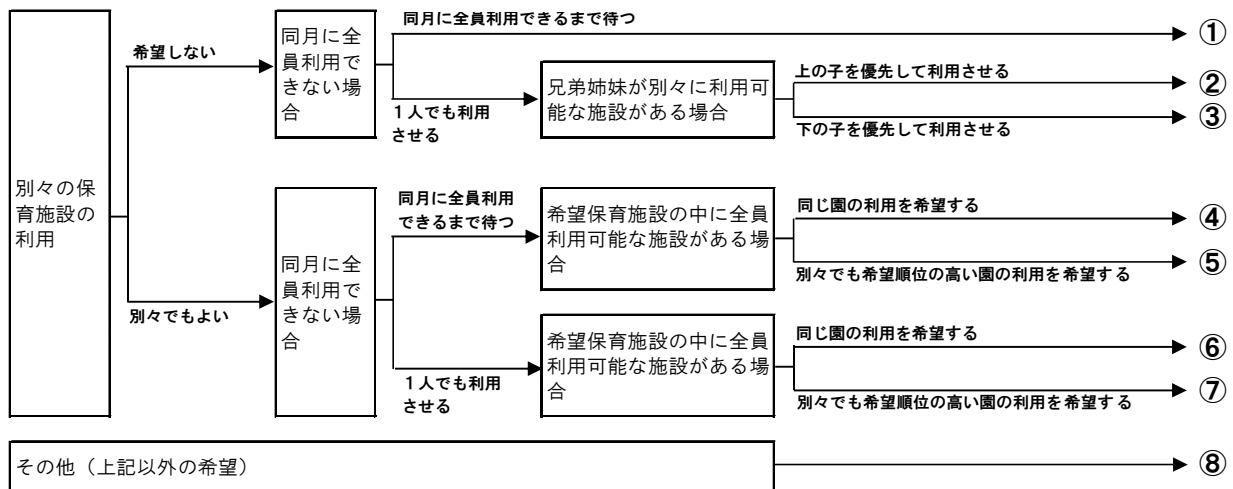 同月に全員利用できるまで待つ
①
希望しない
同月に全
員利用で
きない場
合
上の子を優先して利用させる
②
兄弟姉妹が別々に利用可
能な施設がある場合
1人でも利用
させる
③
下の子を優先して利用させる
別々の保
育施設の
利用
同月に全員利用
できるまで待つ
希望保育施設の中に全員
利用可能な施設がある場
合
同じ園の利用を希望する
④
⑤
別々でも希望順位の高い園の利用を希望する
同月に全
員利用で
きない場
合
別々でもよい
希望保育施設の中に全員
利用可能な施設がある場
合
同じ園の利用を希望する
⑥
1人でも利用
させる
⑦
別々でも希望順位の高い園の利用を希望する
その他（上記以外の希望）
⑧